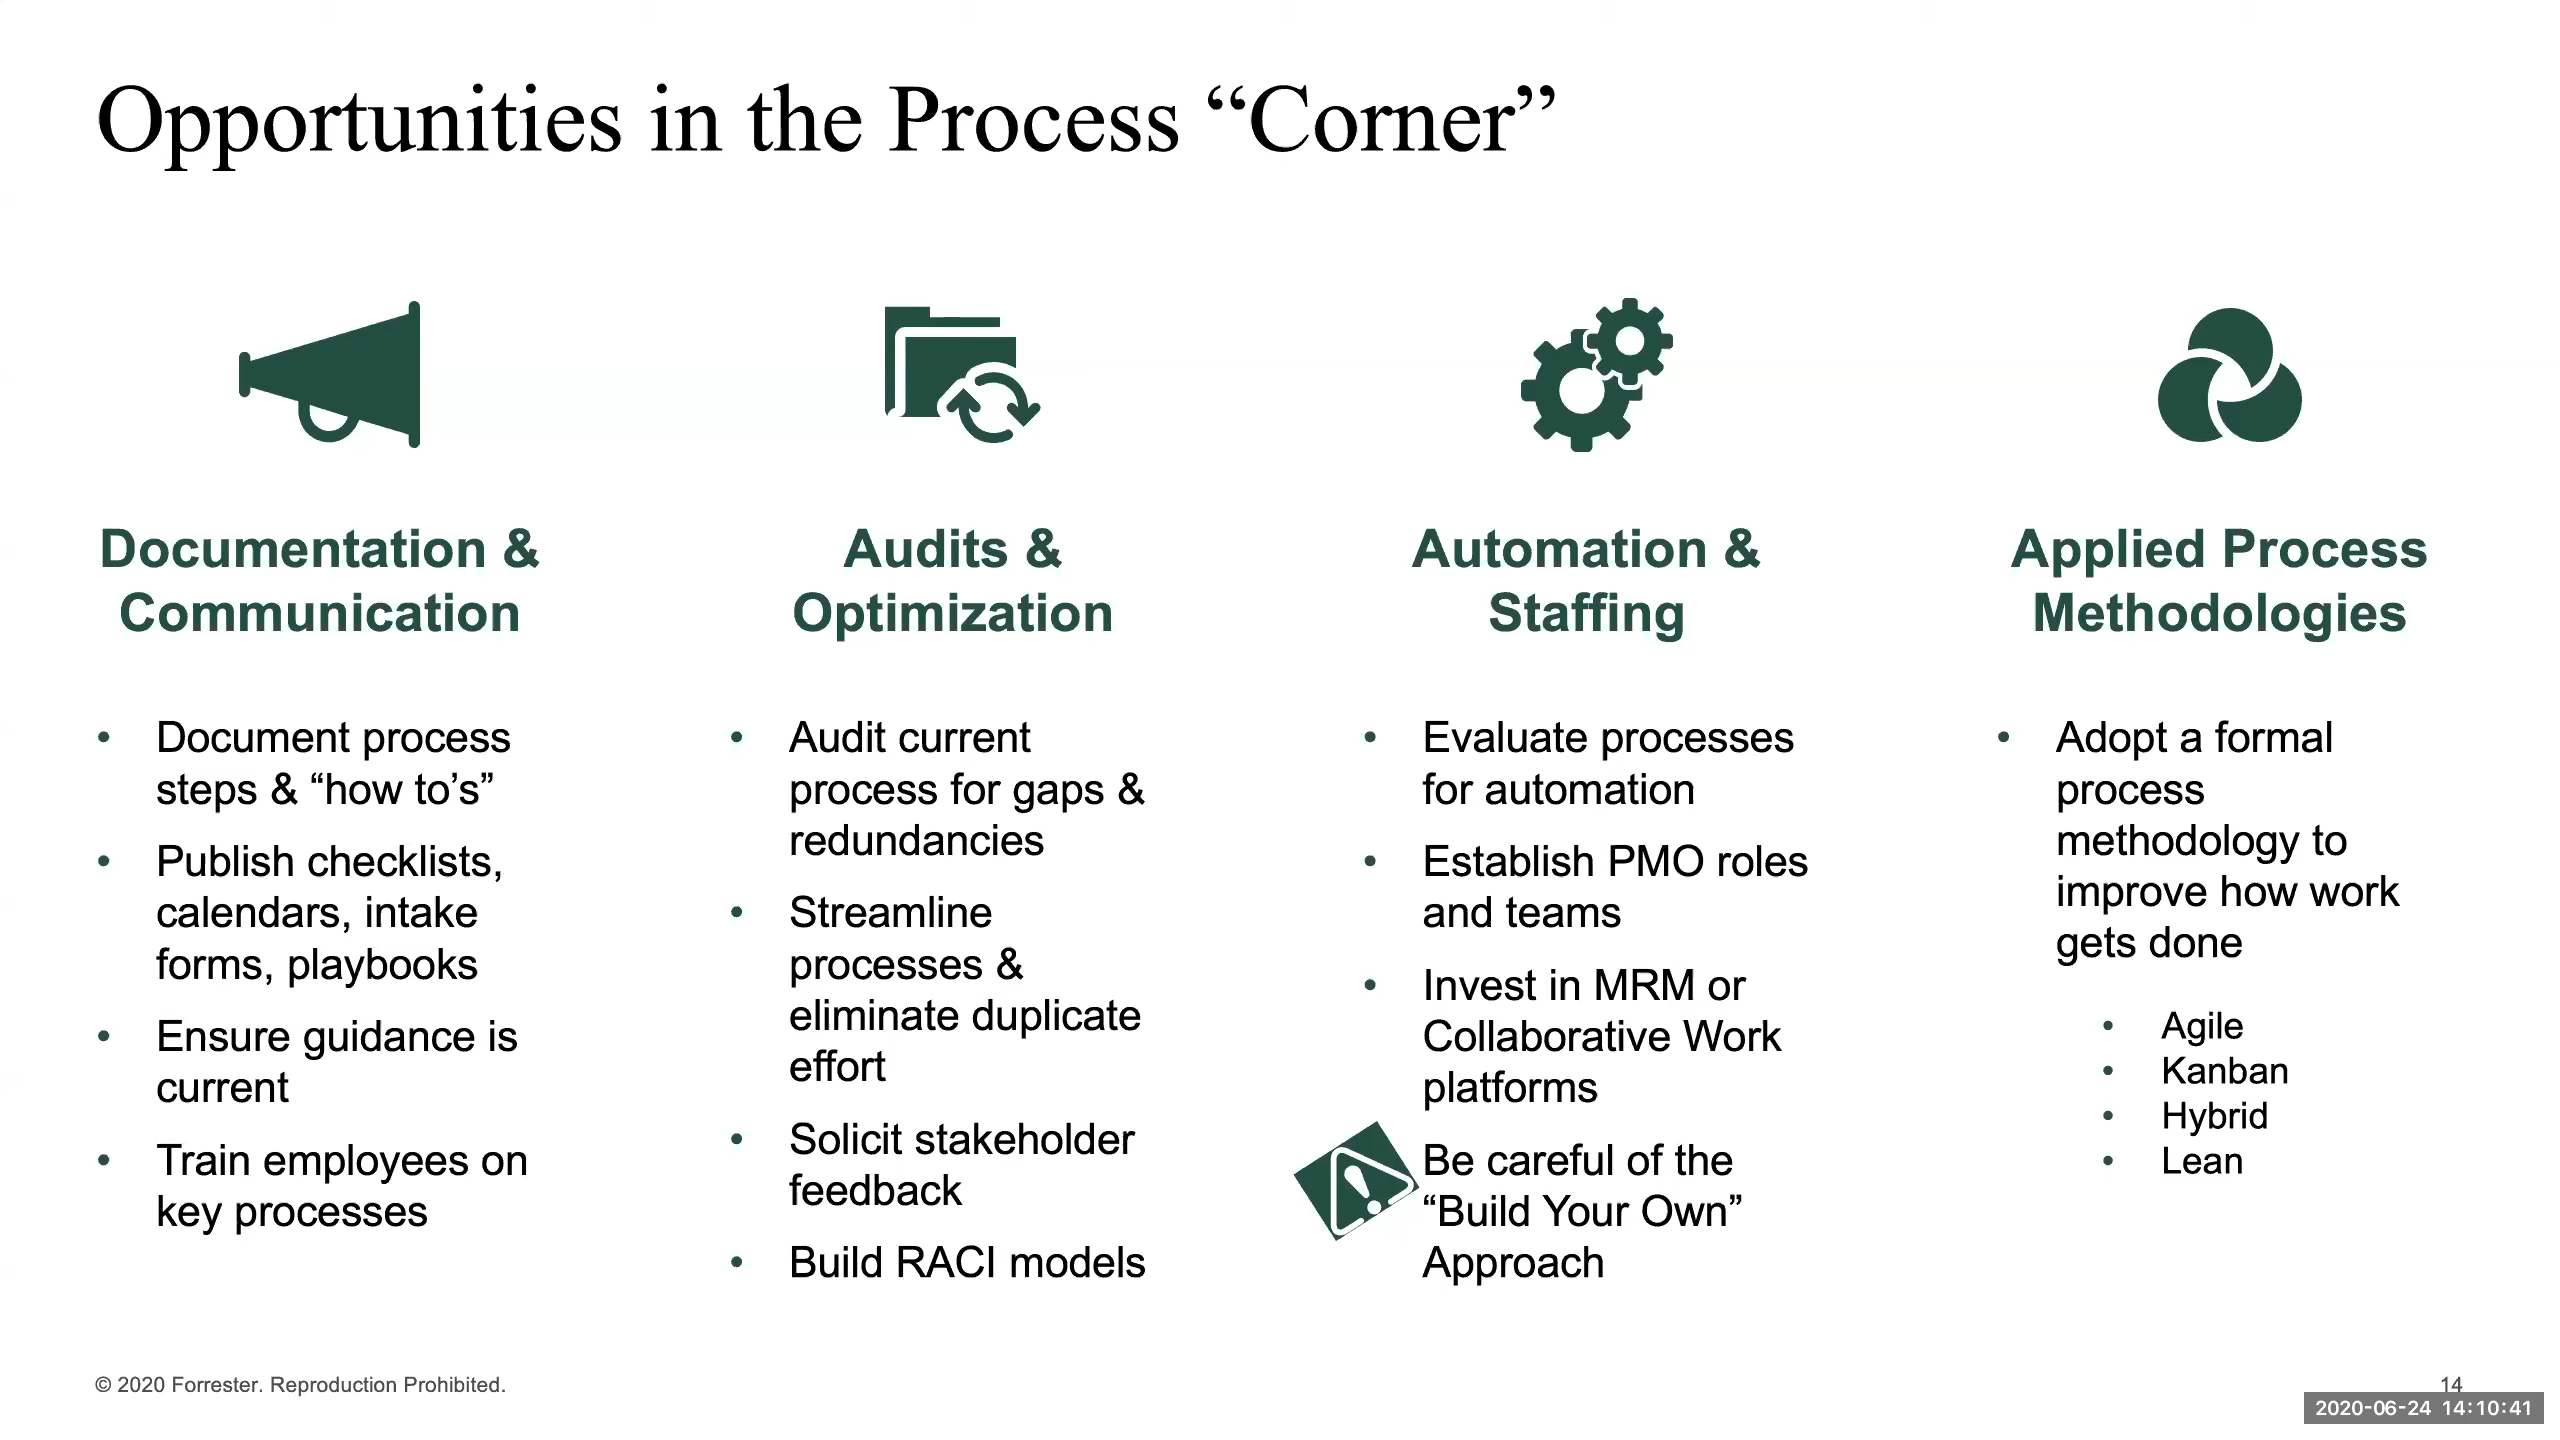 Opportunities in the Process “Corner”
Documentation &
Communication
• Document process
steps & “how to’s”
• Publish checklists,
calendars, intake
forms, playbooks
• Ensure guidance is
current
• Train employees on
key processes
Audits &
Optimization
• Audit current
process for gaps &
redundancies
• Streamline
processes &
eliminate duplicate
effort
• Solicit stakeholder
feedback
• Build RACI models
Automation &
Staffing
• Evaluate processes
for automation
• Establish PMO roles
and teams
• Invest in MRM or
Collaborative Work
platforms
Be careful of the
“Build Your Own”
Approach
Applied Process
Methodologies
• Adopt a formal
process
methodology to
improve how work
gets done
• Agile
• Kanban
• Hybrid
• Lean
© 2020 Forrester. Reproduction Prohibited.
14
2020-06-24 14:10:41